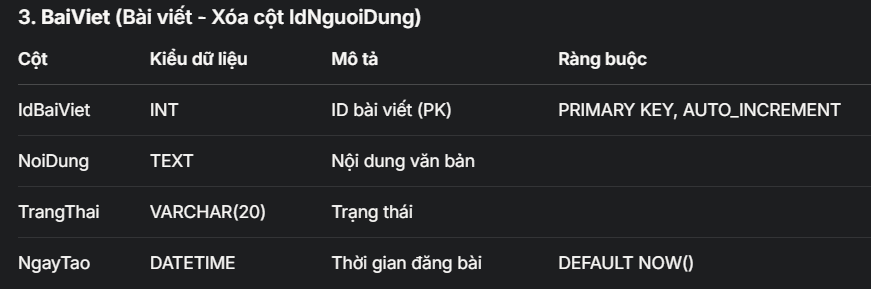 3. BaiViet (Bài viết - Xóa cột IdNguoiDung)
Cột Kiểu dữ liệu Mô tả Ràng buộc
IdBaiViet INT ID bài viết (PK) PRIMARY KEY, AUTO_INCREMENT
NoiDung TEXT Nội dung văn bản
TrangThai VARCHAR(20) Trạng thái
NgayTao DATETIME Thời gian đăng bài DEFAULT NOW()